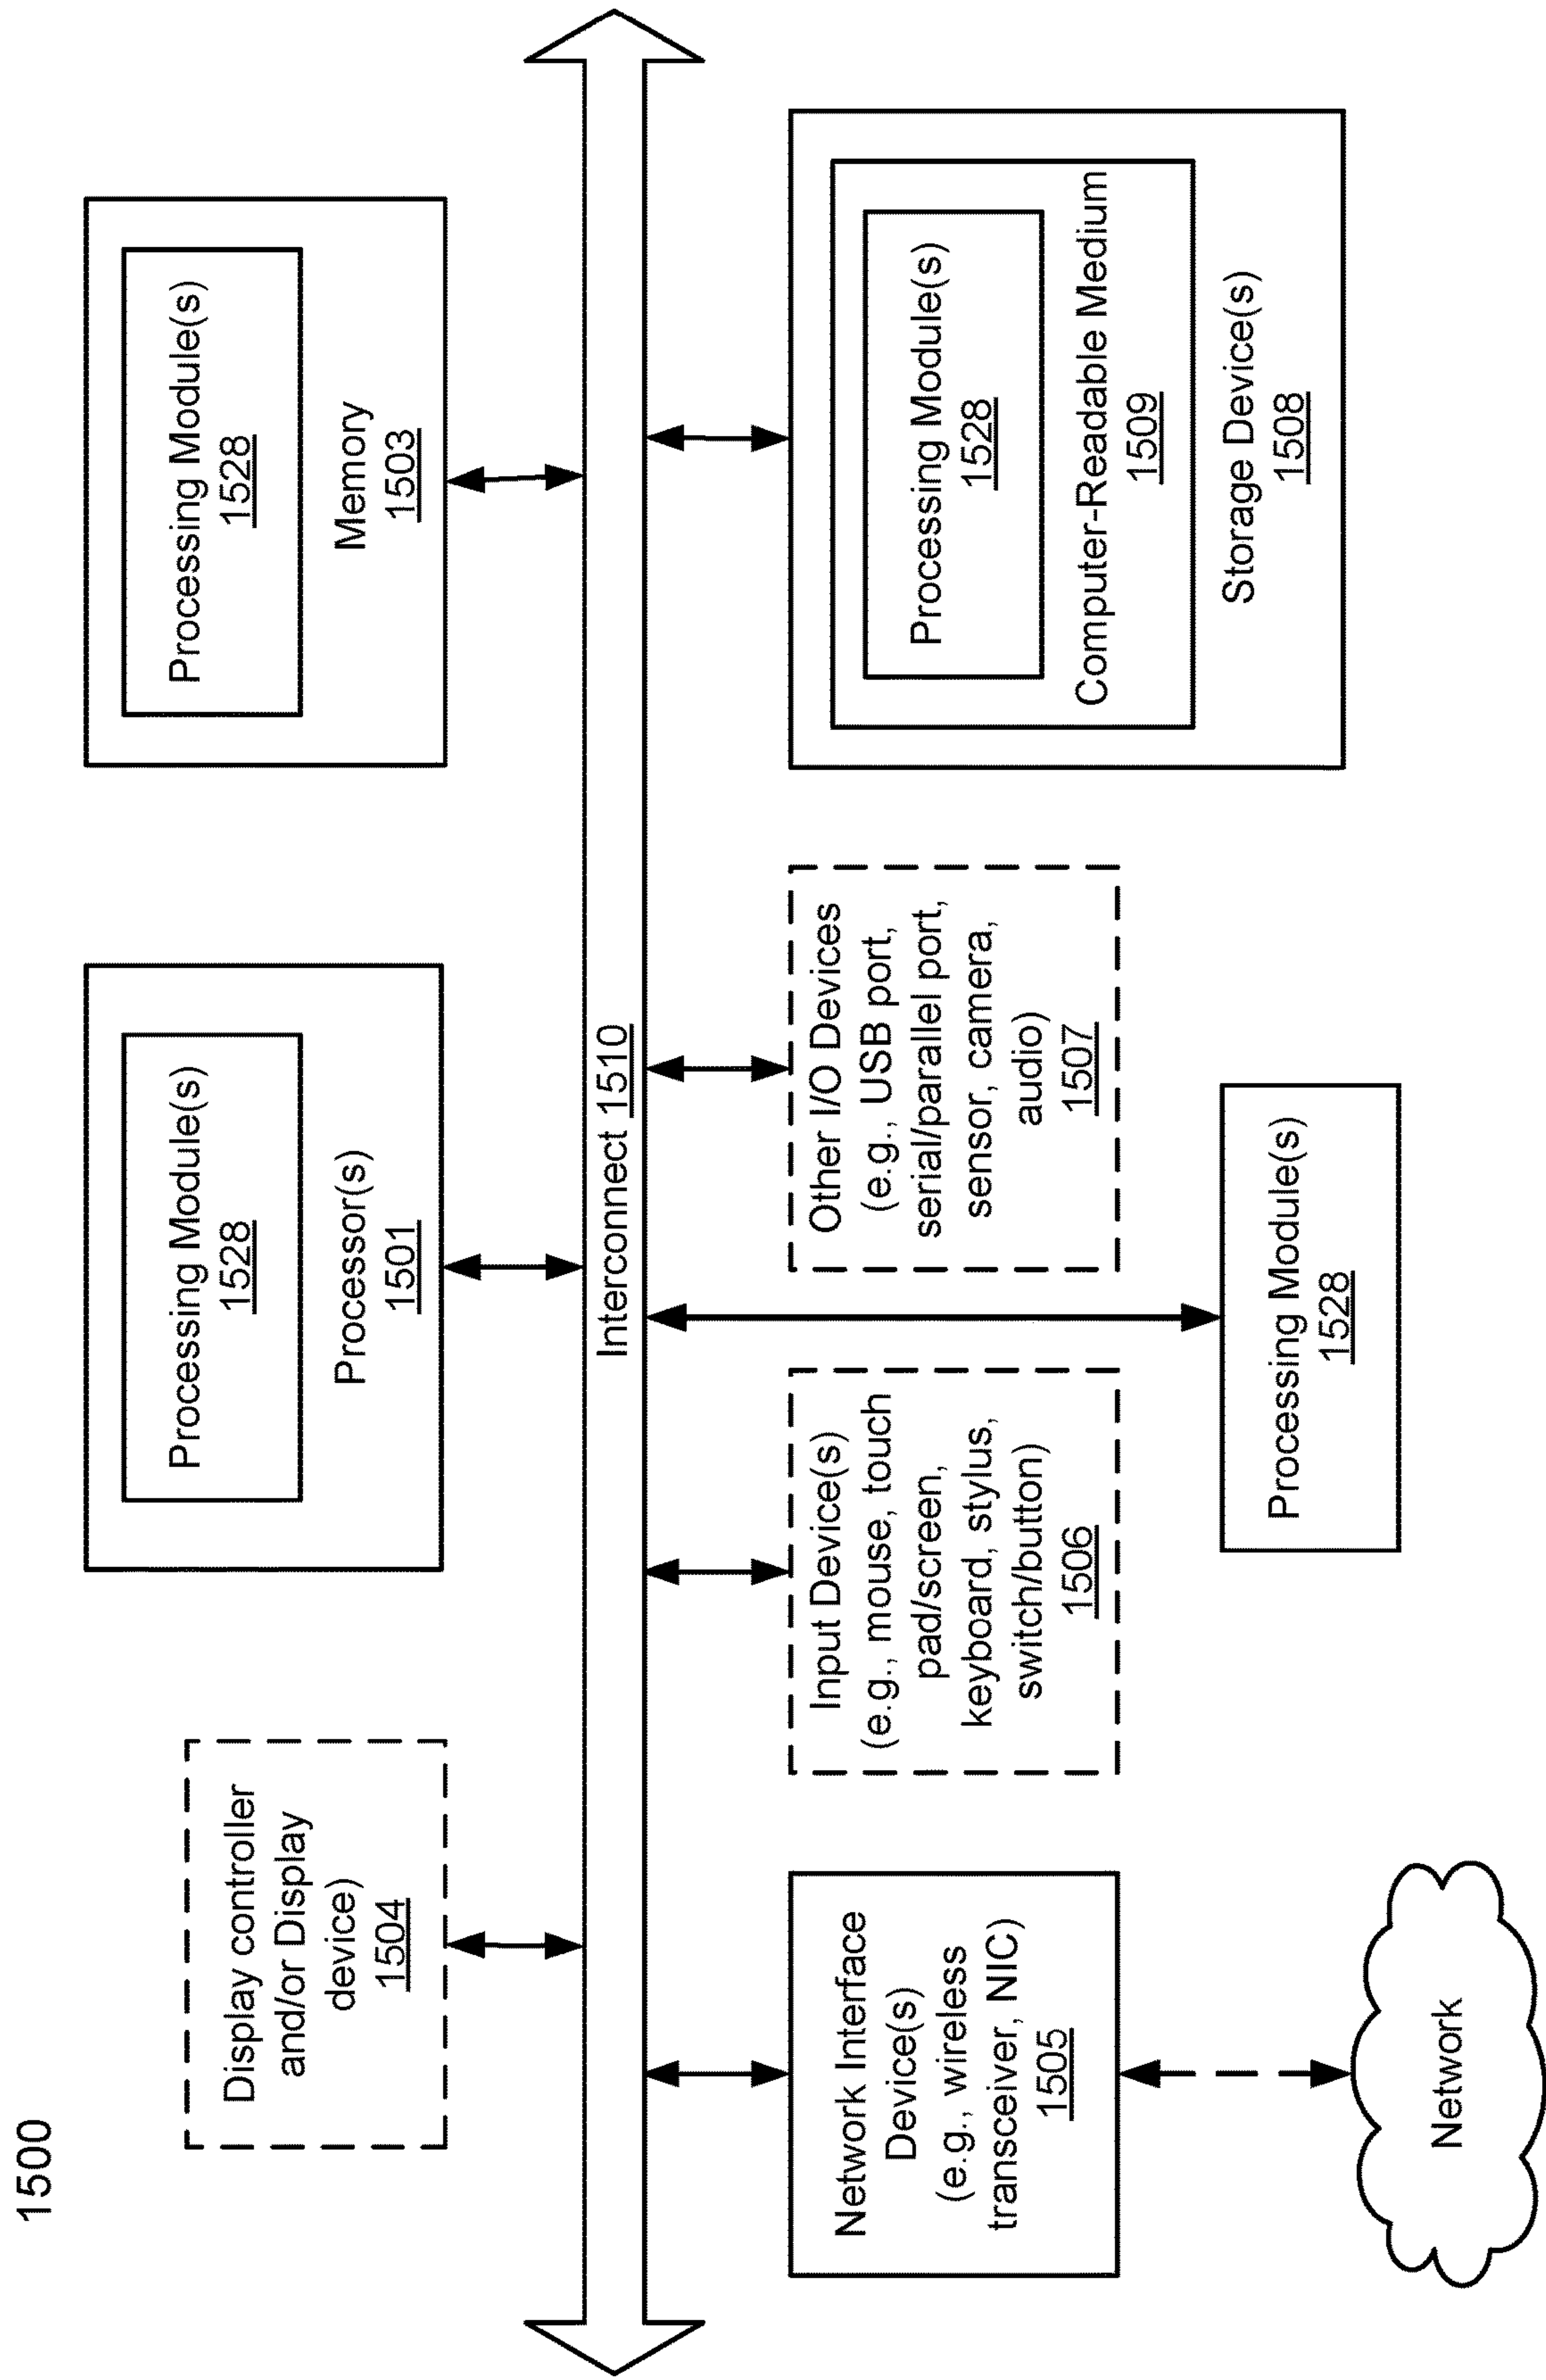 1500
Display controller
and/or Display
device)
1504
Processing Module(s)
1528
Processor(s)
1501
Processing Module(s)
1528
Memory
1503
Interconnect 1510
Network Interface
Device(s)
(e.g., wireless
transceiver, NIC)
1505
Input Device(s)
(e.g., mouse, touch
pad/screen,
keyboard, stylus,
switch/button)
1506
Other I/O Devices
(e.g., USB port,
serial/parallel port,
sensor, camera,
audio)
1507
Processing Module(s)
1528
Computer-Readable Medium
1509
Storage Device(s)
1508
Processing Module(s)
1528
Network